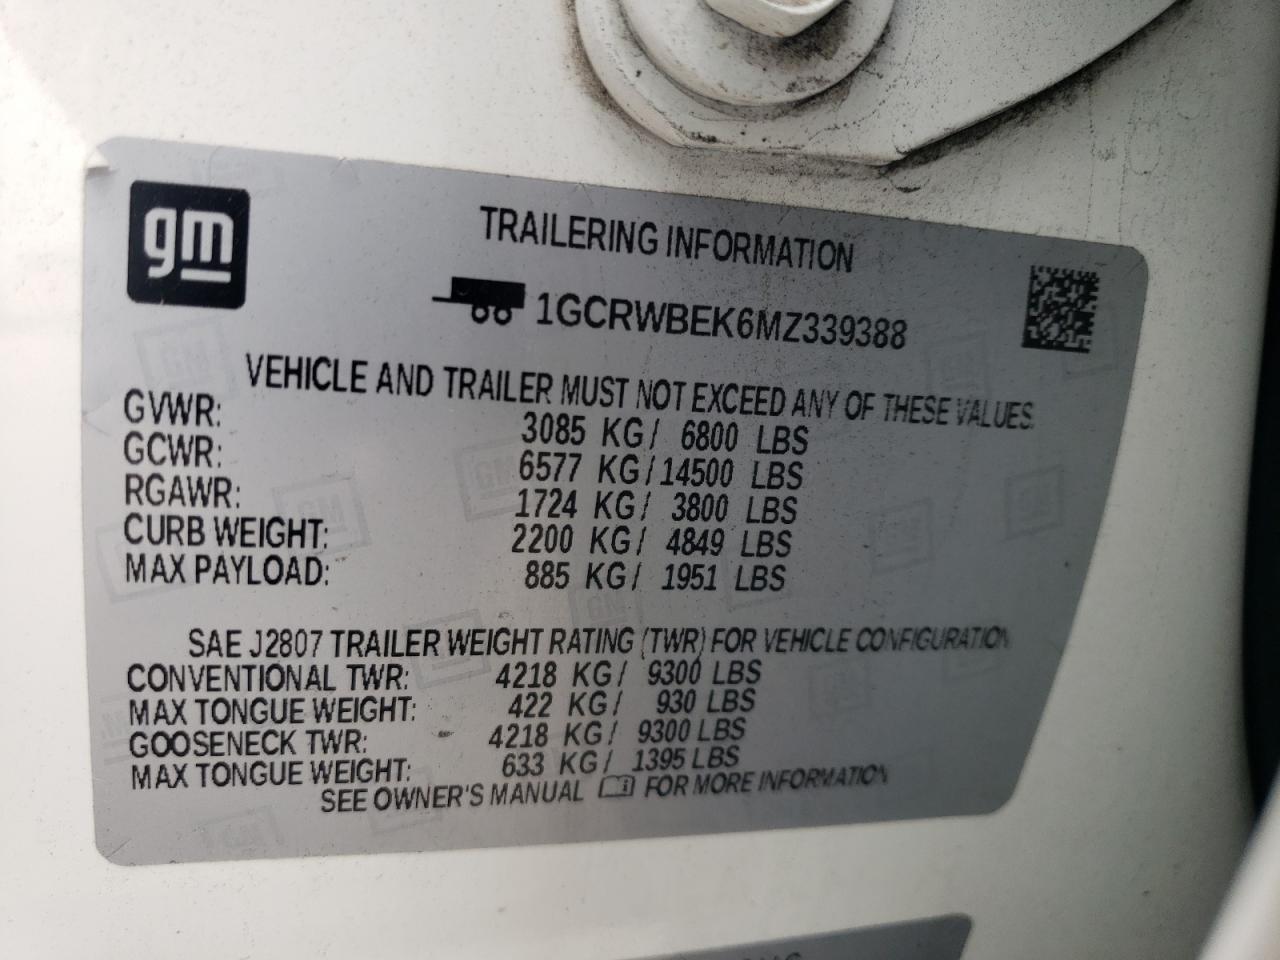 gm
TRAILERING INFORMATION
1GCRWBEK6MZ339388
VEHICLE AND TRAILER MUST NOT EXCEED ANY OF THESE VALUES.
GVWR: 3085 KG/ 6800 LBS
GCWR: 6577 KG/14500 LBS
RGAWR: 1724 KG/ 3800 LBS
CURB WEIGHT: 2200 KG/ 4849 LBS
MAX PAYLOAD: 885 KG/ 1951 LBS
SAE J2807 TRAILER WEIGHT RATING (TWR) FOR VEHICLE CONFIGURATION
CONVENTIONAL TWR: 4218 KG/ 9300 LBS
MAX TONGUE WEIGHT: 422 KG/ 930 LBS
GOOSENECK TWR: 4218 KG/ 9300 LBS
MAX TONGUE WEIGHT: 633 KG/ 1395 LBS
SEE OWNER'S MANUAL FOR MORE INFORMATION